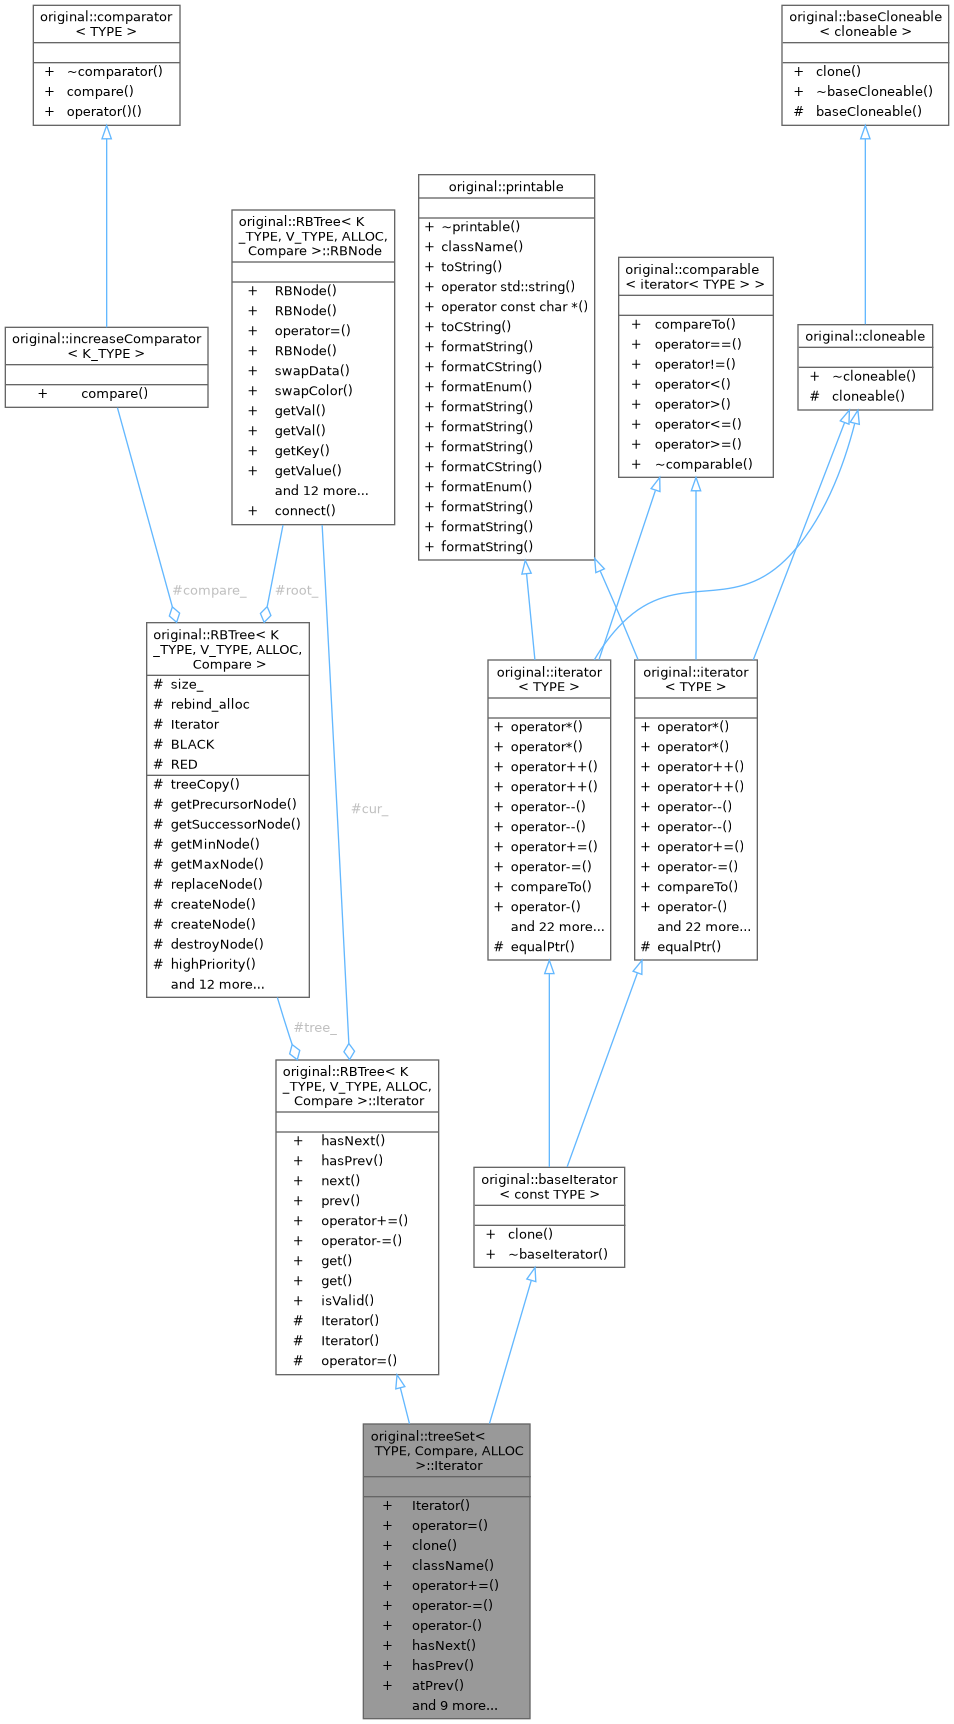 original::comparator
< TYPE >
+ ~comparator()
+ compare()
+ operator()()
original::baseCloneable
< cloneable >
+ clone()
+ ~baseCloneable()
# baseCloneable()
original::printable
+ ~printable()
+ className()
+ toString()
+ operator std::string()
+ operator const char *()
+ toCString()
+ formatString()
+ formatCString()
+ formatEnum()
+ formatString()
+ formatString()
+ formatString()
+ formatCString()
+ formatEnum()
+ formatString()
+ formatString()
+ formatString()
original::RBTree< K
_TYPE, V_TYPE, ALLOC,
Compare >::RBNode
+ RBNode()
+ RBNode()
+ operator=()
+ RBNode()
+ swapData()
+ swapColor()
+ getVal()
+ getVal()
+ getKey()
+ getValue()
and 12 more...
+ connect()
original::comparable
< iterator< TYPE > >
+ compareTo()
+ operator==()
+ operator!=()
+ operator<()
+ operator>()
+ operator<=()
+ operator>=()
+ ~comparable()
original::increaseComparator
< K_TYPE >
+ compare()
original::cloneable
+ ~cloneable()
# cloneable()
#compare_
#root_
original::RBTree< K
_TYPE, V_TYPE, ALLOC,
Compare >
# size_
# rebind_alloc
# Iterator
# BLACK
# RED
# treeCopy()
# getPrecursorNode()
# getSuccessorNode()
# getMinNode()
# getMaxNode()
# replaceNode()
# createNode()
# createNode()
# destroyNode()
# highPriority()
and 12 more...
#cur_
original::iterator
< TYPE >
+ operator*()
+ operator*()
+ operator++()
+ operator++()
+ operator--()
+ operator--()
+ operator+=()
+ operator-=()
+ compareTo()
+ operator-()
and 22 more...
# equalPtr()
original::iterator
< TYPE >
+ operator*()
+ operator*()
+ operator++()
+ operator++()
+ operator--()
+ operator--()
+ operator+=()
+ operator-=()
+ compareTo()
+ operator-()
and 22 more...
# equalPtr()
#tree_
original::RBTree< K
_TYPE, V_TYPE, ALLOC,
Compare >::Iterator
+ hasNext()
+ hasPrev()
+ next()
+ prev()
+ operator+=()
+ operator-=()
+ get()
+ get()
+ isValid()
# Iterator()
# Iterator()
# operator=()
original::baseIterator
< const TYPE >
+ clone()
+ ~baseIterator()
original::treeSet<
TYPE, Compare, ALLOC
>::Iterator
+ Iterator()
+ operator=()
+ clone()
+ className()
+ operator+=()
+ operator-=()
+ operator-()
+ hasNext()
+ hasPrev()
+ atPrev()
and 9 more...